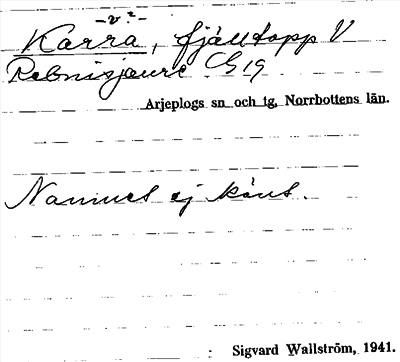 -v?-
Karra, fjälltopp V
Rebnisjaure G 19
Arjeplogs sn och tg, Norrbottens län.
Namnet ej känt.
Sigvard Wallström, 1941.